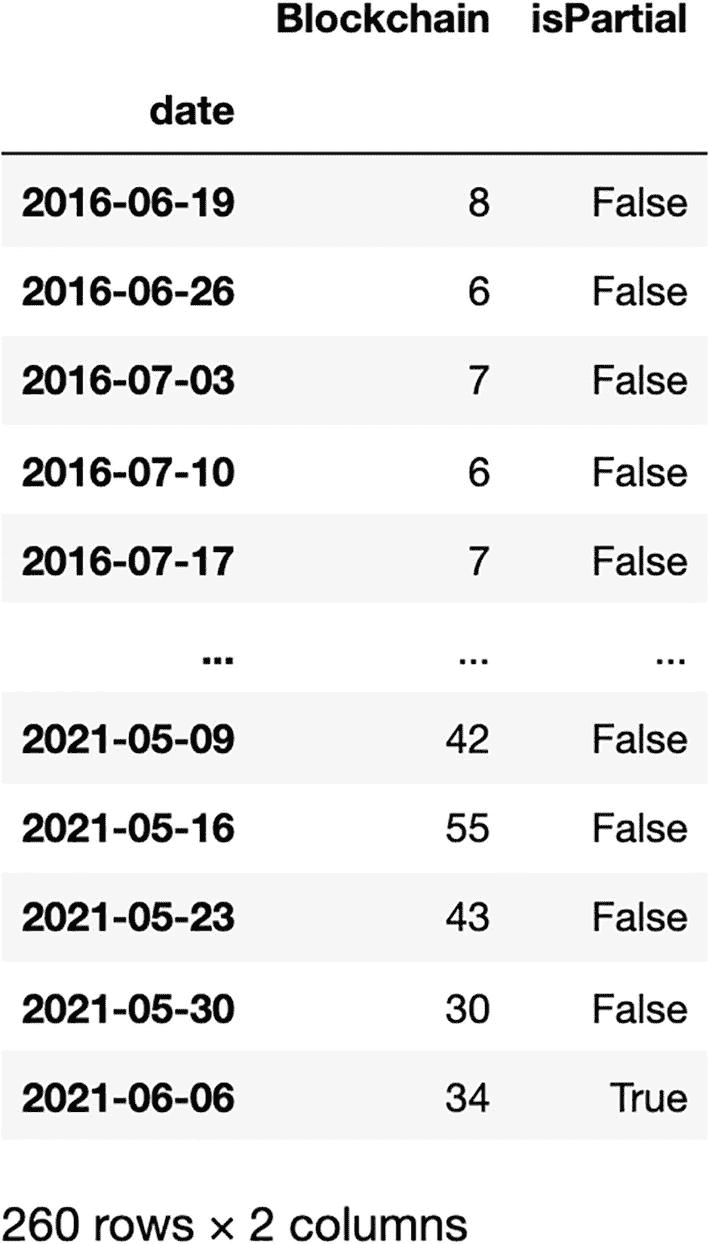 Blockchain isPartial
date
2016-06-19 8 False
2016-06-26 6 False
2016-07-03 7 False
2016-07-10 6 False
2016-07-17 7 False
... ... ...
2021-05-09 42 False
2021-05-16 55 False
2021-05-23 43 False
2021-05-30 30 False
2021-06-06 34 True
260 rows × 2 columns